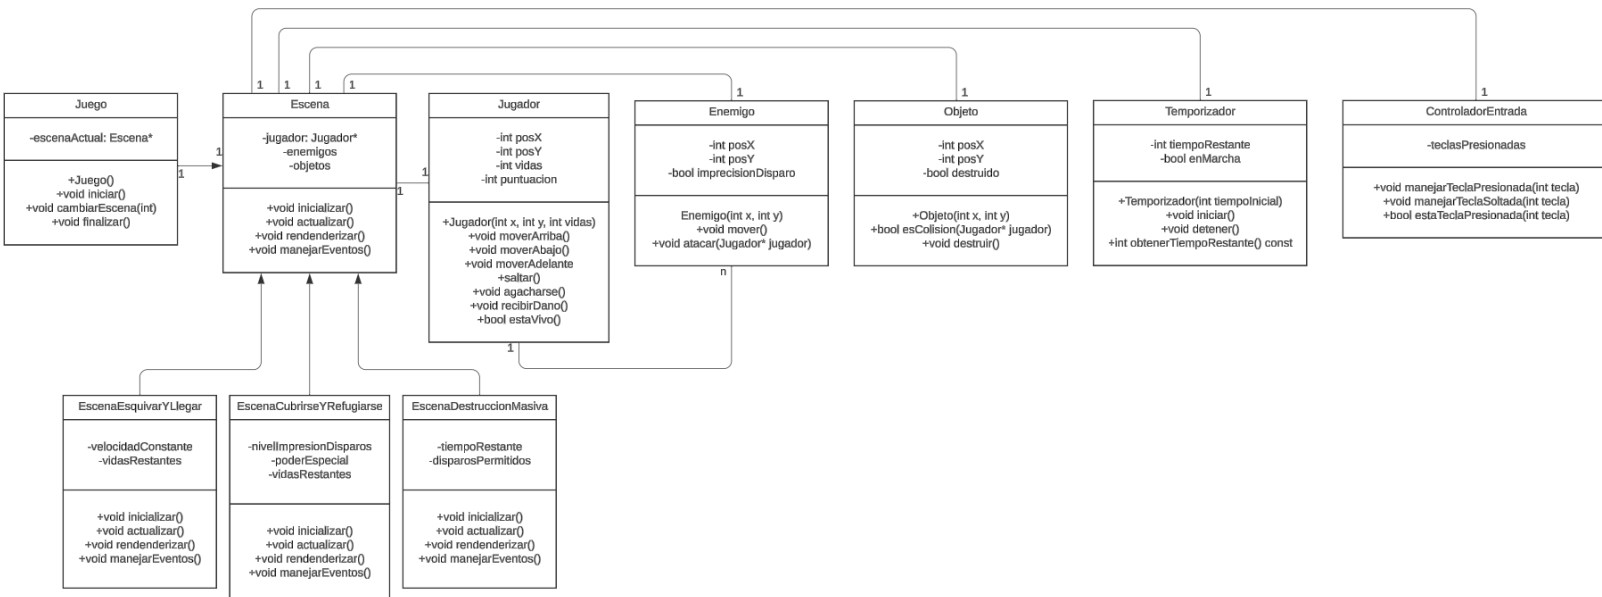 1
1
1
1
1
1
1
1
Juego
-escenaActual: Escena*
+Juego()
+void iniciar()
+void cambiarEscena(int)
+void finalizar()
1
1
Escena
-jugador: Jugador*
-enemigos
-objetos
+void inicializar()
+void actualizar()
+void rendenderizar()
+void manejarEventos()
1
1
Jugador
-int posX
-int posY
-int vidas
-int puntuacion
+Jugador(int x, int y, int vidas)
+void moverArriba()
+void moverAbajo()
+void moverAdelante
+saltar()
+void agacharse()
+void recibirDano()
+bool estaVivo()
1
Enemigo
-int posX
-int posY
-bool imprecisionDisparo
Enemigo(int x, int y)
+void mover()
+void atacar(Jugador* jugador)
n
Objeto
-int posX
-int posY
-bool destruido
+Objeto(int x, int y)
+bool esColision(Jugador* jugador)
+void destruir()
Temporizador
-int tiempoRestante
-bool enMarcha
+Temporizador(int tiempoInicial)
+void iniciar()
+void detener()
+int obtenerTiempoRestante() const
ControladorEntrada
-teclasPresionadas
+void manejarTeclaPresionada(int tecla)
+void manejarTeclaSoltada(int tecla)
+bool estaTeclaPresionada(int tecla)
EscenaEsquivarYLlegar
-velocidadConstante
-vidasRestantes
+void inicializar()
+void actualizar()
+void rendenderizar()
+void manejarEventos()
EscenaCubrirseYRefugiarse
-nivelImpresionDisparos
-poderEspecial
-vidasRestantes
+void inicializar()
+void actualizar()
+void rendenderizar()
+void manejarEventos()
EscenaDestruccionMasiva
-tiempoRestante
-disparosPermitidos
+void inicializar()
+void actualizar()
+void rendenderizar()
+void manejarEventos()